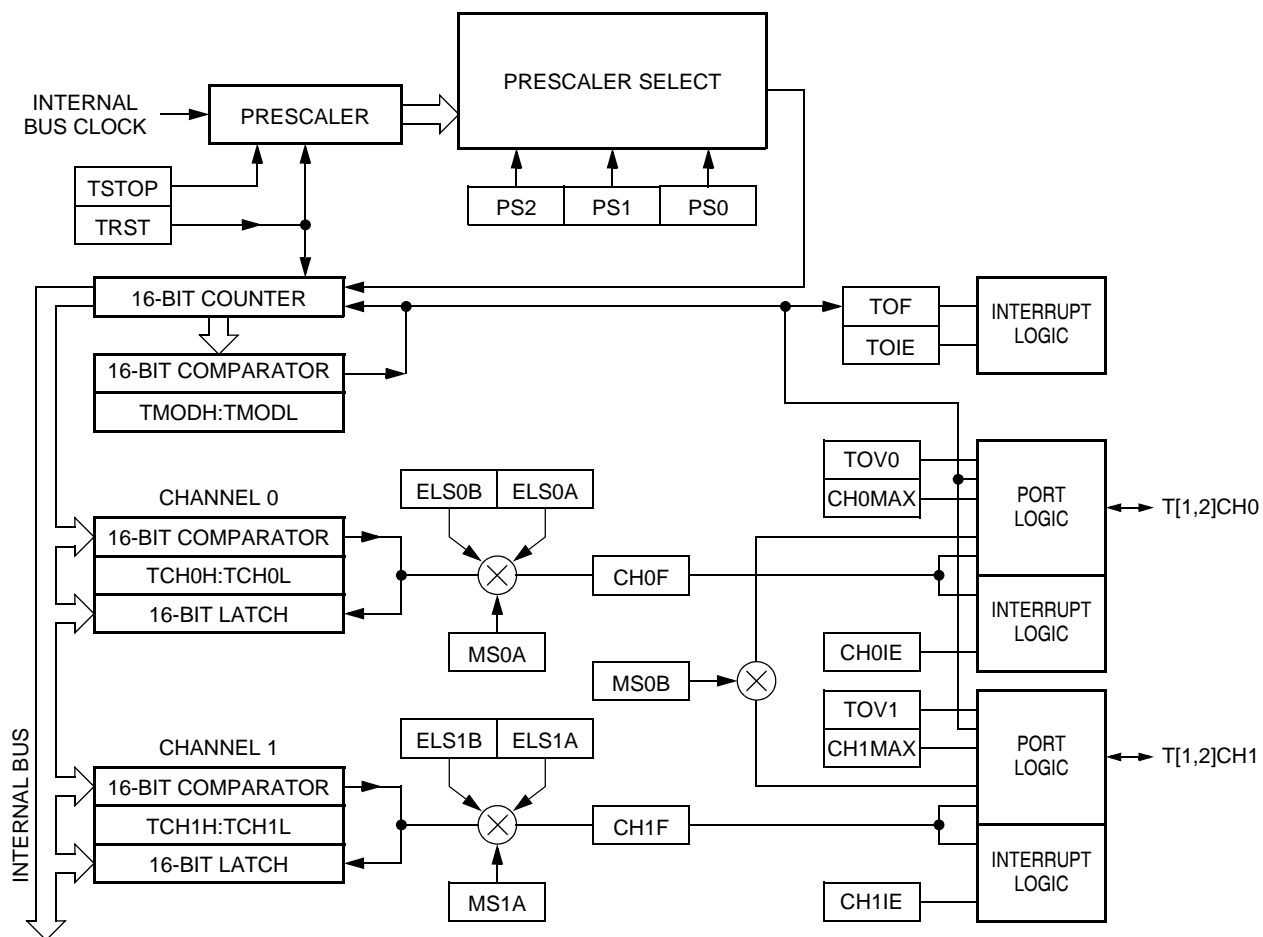 INTERNAL
BUS CLOCK
PRESCALER
PRESCALER SELECT
TSTOP
TRST
PS2
PS1
PS0
16-BIT COUNTER
16-BIT COMPARATOR
TMODH:TMODL
TOF
TOIE
INTERRUPT
LOGIC
CHANNEL 0
16-BIT COMPARATOR
TCH0H:TCH0L
16-BIT LATCH
ELS0B
ELS0A
MS0A
CH0F
TOV0
CH0MAX
PORT
LOGIC
T[1,2]CH0
INTERRUPT
LOGIC
CH0IE
MS0B
INTERNAL BUS
CHANNEL 1
16-BIT COMPARATOR
TCH1H:TCH1L
16-BIT LATCH
ELS1B
ELS1A
MS1A
CH1F
TOV1
CH1MAX
PORT
LOGIC
T[1,2]CH1
INTERRUPT
LOGIC
CH1IE